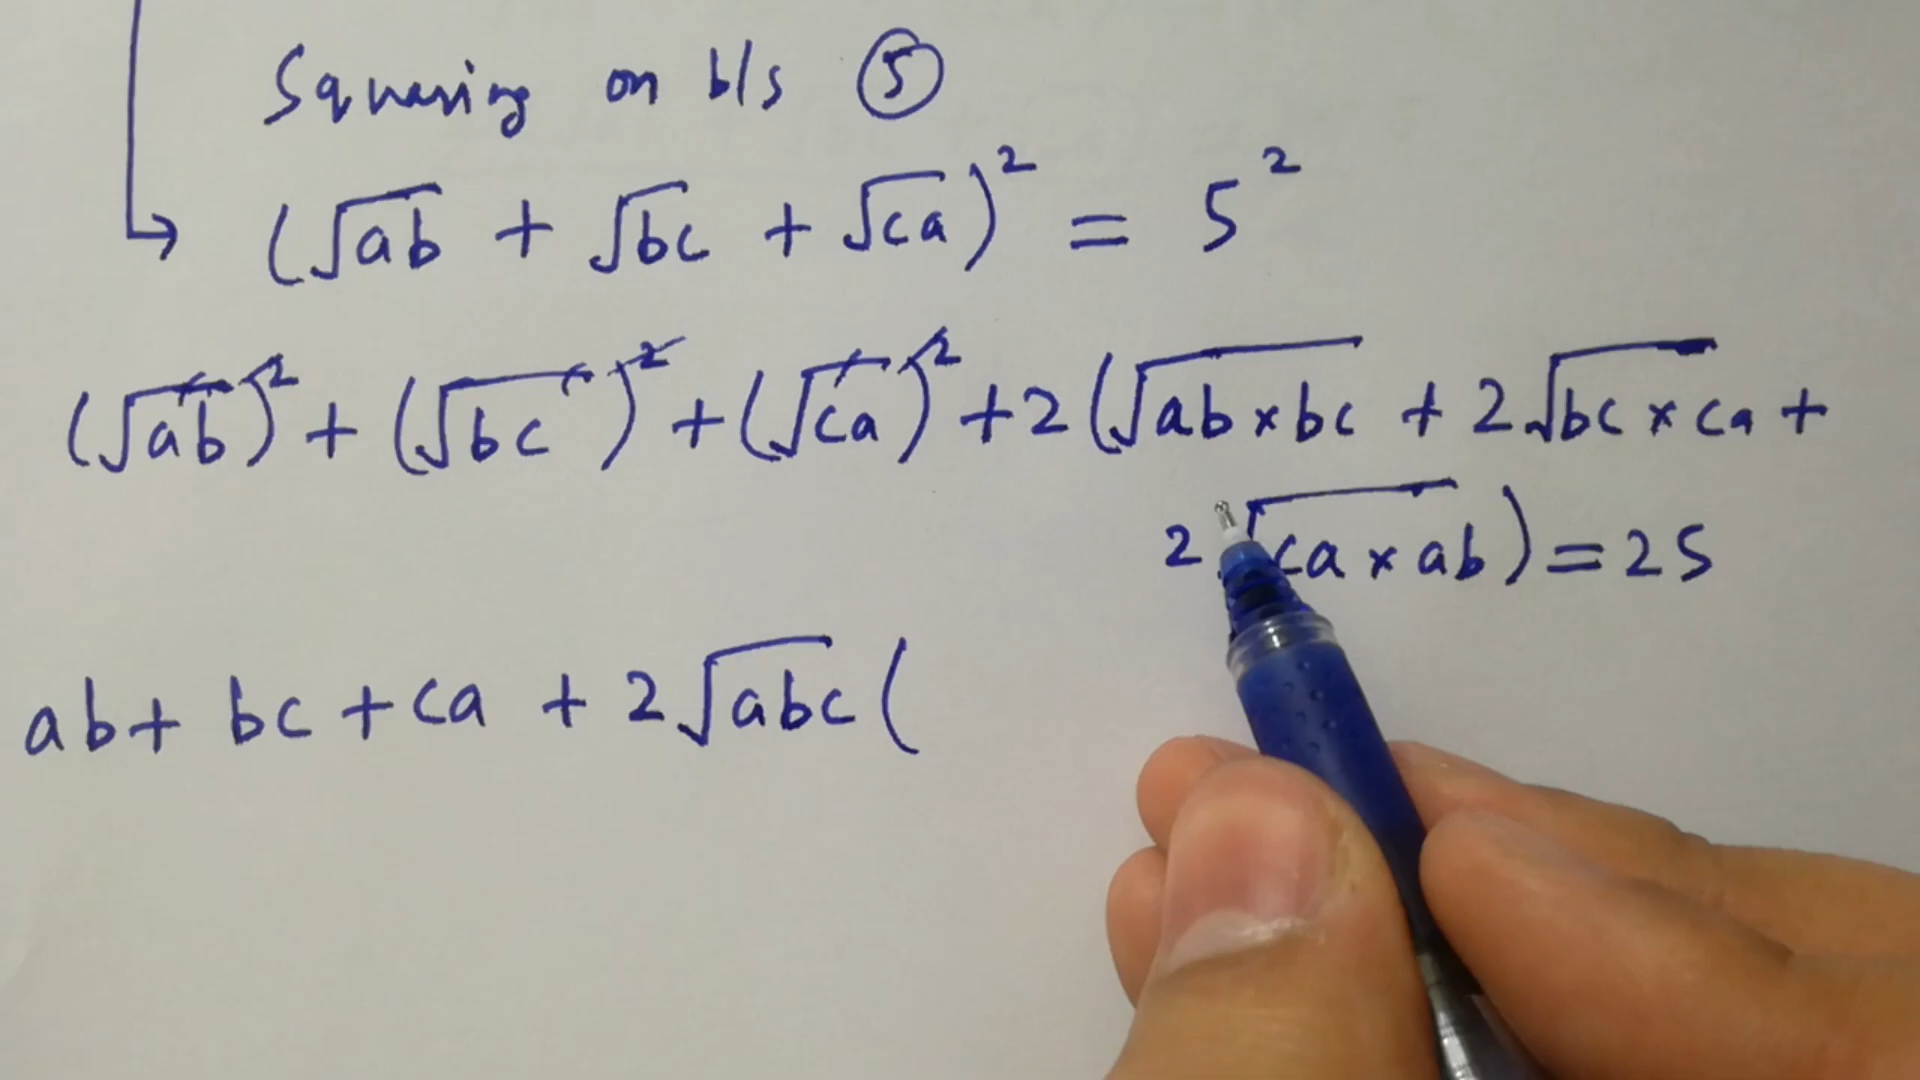 Squaring on b/s ⑤
(√ab + √bc + √ca)² = 5²
(√ab)² + (√bc)² + (√ca)² + 2(√ab×bc + 2√bc×ca +
2√ca×ab) = 25
ab + bc + ca + 2√abc (